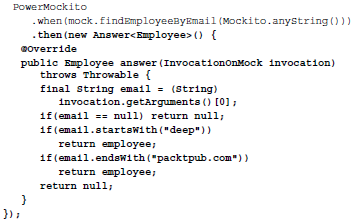 PowerMockito
.when(mock.findEmployeeByEmail(Mockito.anyString()))
.then(new Answer<Employee>() {
@Override
public Employee answer(InvocationOnMock invocation)
throws Throwable {
final String email = (String)
invocation.getArguments()[0];
if(email == null) return null;
if(email.startsWith("deep"))
return employee;
if(email.endsWith("packtpub.com"))
return employee;
return null;
}
});